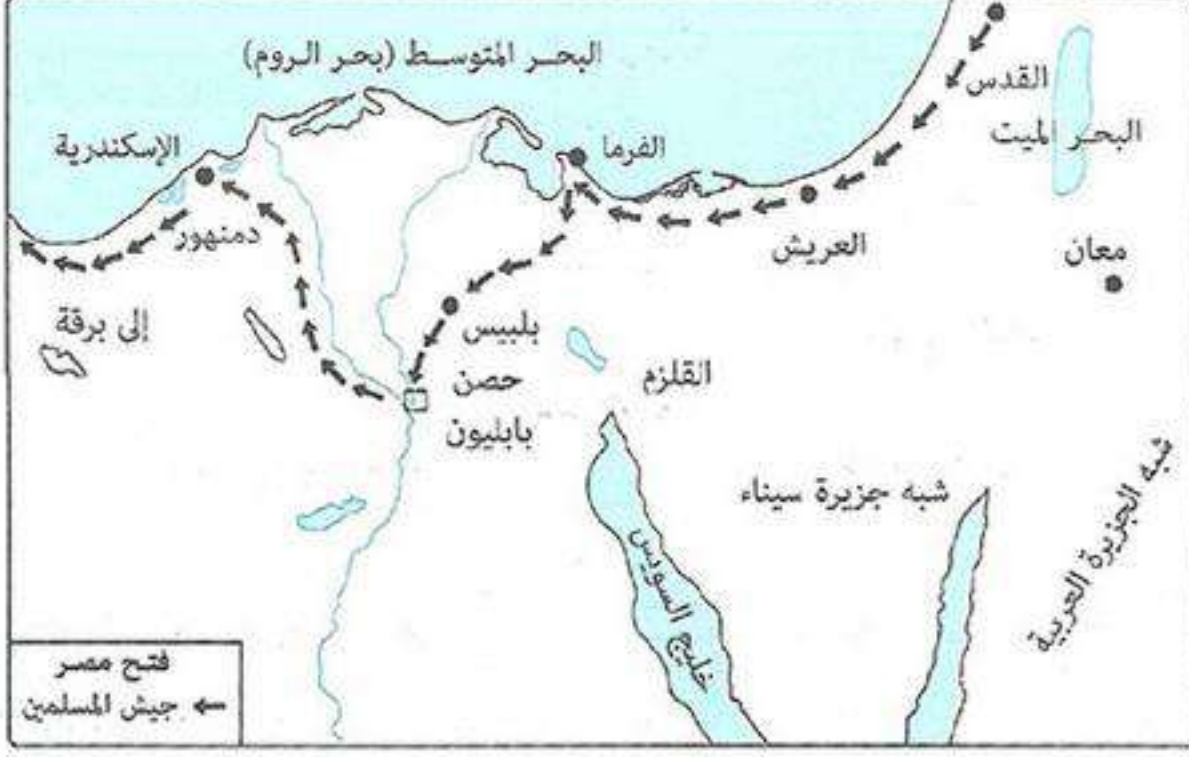 البحر المتوسط (بحر الروم)
القدس
البحر الميت
الإسكندرية
الفرما
دمنهور
العريش
معان
إلى برقة
بلبيس
حصن
بابليون
القلزم
شبه جزيرة سيناء
شبه الجزيرة العربية
خليج السويس
فتح مصر
جيش المسلمين